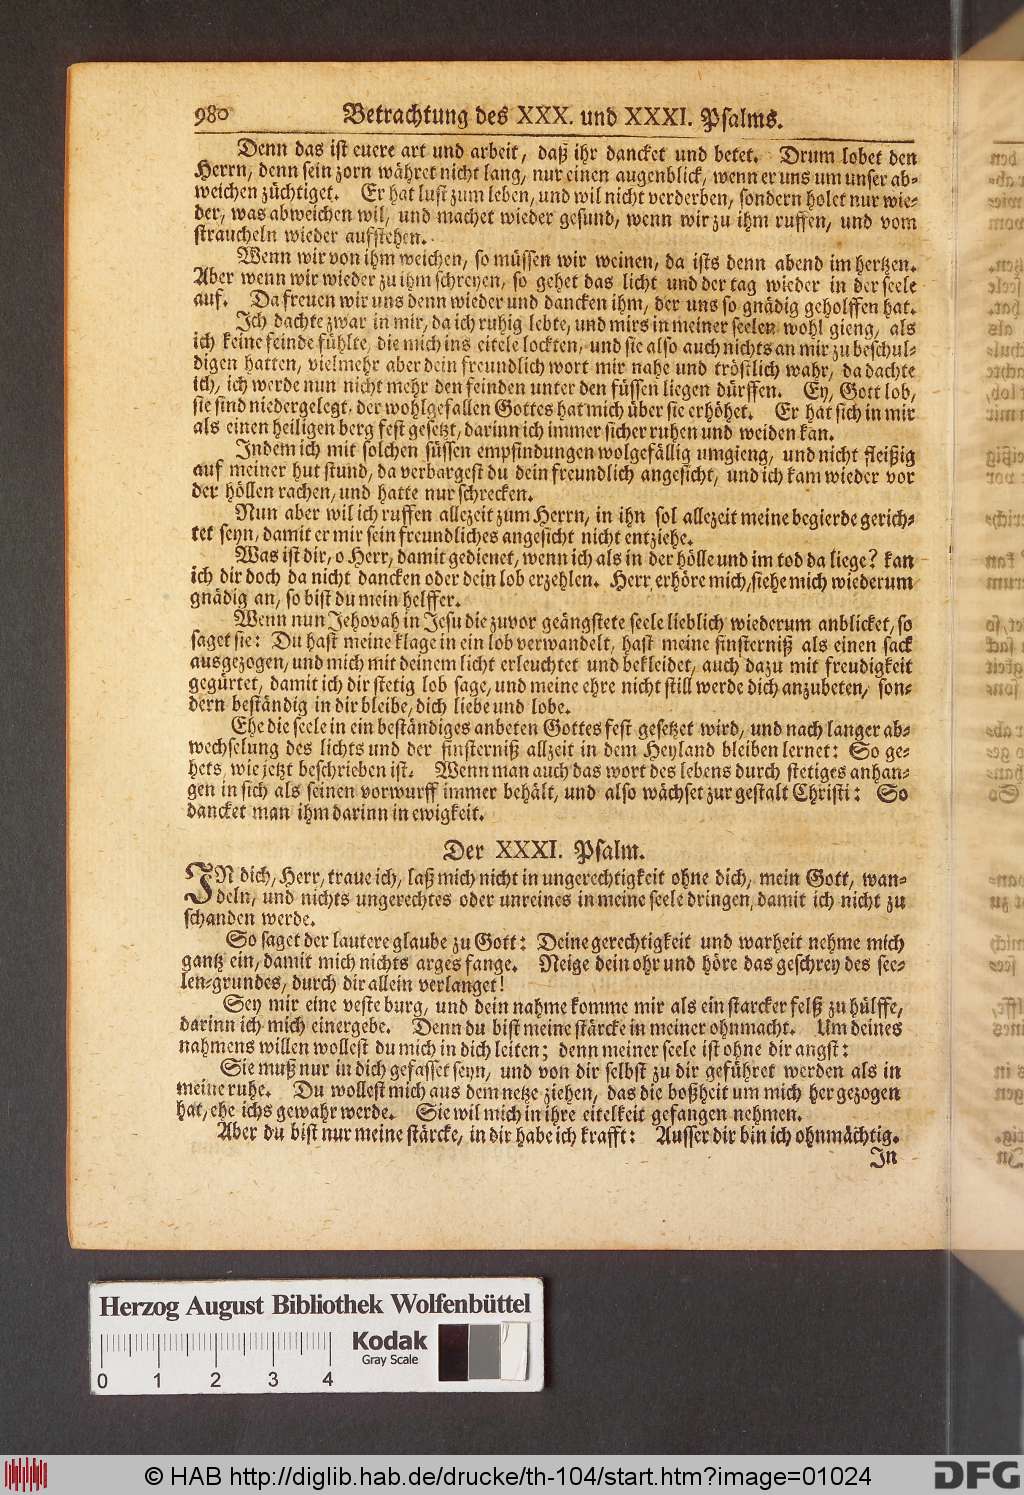 980 Betrachtung des XXX. und XXXI. Psalms.
Denn das ist euere art und arbeit, daß ihr dancket und betet. Drum lobet den
Herrn, denn sein zorn währet nicht lang, nur einen augenblick, wenn er uns um unser ab-
weichen züchtiget. Er hat lust zum leben, und wil nicht verderben, sondern holet nur wie-
der, was abweichen wil, und machet wieder gesund, wenn wir zu ihm ruffen, und vom
straucheln wieder aufstehen.
Wenn wir von ihm weichen, so müssen wir weinen, da ists denn abend im hertzen.
Aber wenn wir wieder zu ihm schreyen, so gehet das licht und der tag wieder in der seele
auf. Da freuen wir uns denn wieder und dancken ihm, der uns so gnädig geholffen hat.
Ich dachte zwar in mir, da ich ruhig lebte, und mirs in meiner seelen wohl gieng, als
ich keine feinde fühlte, die mich ins eitele lockten, und sie also auch nichts an mir zu beschul-
digen hatten, vielmehr aber dein freundlich wort mir nahe und tröstlich wahr, da dachte
ich, ich werde nun nicht mehr den feinden unter den füssen liegen dürffen. Ey, Gott lob,
sie sind niedergelegt, der wohlgefallen Gottes hat mich über sie erhöhet. Er hat sich in mir
als einen heiligen berg fest gesetzt, darinn ich immer sicher ruhen und weiden kan.
Indem ich mit solchen süssen empfindungen wolgefällig umgieng, und nicht fleißig
auf meiner hut stund, da verbargest du dein freundlich angesicht, und ich kam wieder vor
der höllen rachen, und hatte nur schrecken.
Nun aber wil ich ruffen allezeit zum Herrn, in ihn sol allezeit meine begierde gerich-
tet seyn, damit er mir sein freundliches angesicht nicht entziehe.
Was ist dir, o Herr, damit gedienet, wenn ich als in der hölle und im tod da liege? kan
ich dir doch da nicht dancken oder dein lob erzehlen. Herr, erhöre mich, siehe mich wiederum
gnädig an, so bist du mein helffer.
Wenn nun Jehovah in Jesu die zuvor geängstete seele lieblich wiederum anblicket, so
saget sie: Du hast meine klage in ein lob verwandelt, hast meine finsterniß als einen sack
ausgezogen, und mich mit deinem licht erleuchtet und bekleidet, auch dazu mit freudigkeit
gegürtet, damit ich dir stetig lob sage, und meine ehre nicht still werde dich anzubeten, son-
dern beständig in dir bleibe, dich liebe und lobe.
Ehe die seele in ein beständiges anbeten Gottes fest gesetzet wird, und nach langer ab-
wechselung des lichts und der finsterniß allzeit in dem Heyland bleiben lernet: So ge-
hets, wie jetzt beschrieben ist. Wenn man auch das wort des lebens durch stetiges anhan-
gen in sich als seinen vorwurff immer behält, und also wächset zur gestalt Christi: So
dancket man ihm darinn in ewigkeit.
Der XXXI. Psalm.
IN dich, Herr, traue ich, laß mich nicht in ungerechtigkeit ohne dich, mein Gott, wan-
deln, und nichts ungerechtes oder unreines in meine seele dringen, damit ich nicht zu
schanden werde.
So saget der lautere glaube zu Gott: Deine gerechtigkeit und warheit nehme mich
gantz ein, damit mich nichts arges fange. Neige dein ohr und höre das geschrey des see-
len-grundes, durch dir allein verlanget!
Sey mir eine veste burg, und dein nahme komme mir als ein starcker felß zu hülffe,
darinn ich mich einergebe. Denn du bist meine stärcke in meiner ohnmacht. Um deines
nahmens willen wollest du mich in dich leiten; denn meiner seele ist ohne dir angst:
Sie muß nur in dich gefasset seyn, und von dir selbst zu dir geführet werden als in
meine ruhe. Du wollest mich aus dem netze ziehen, das die boßheit um mich her gezogen
hat, ehe ichs gewahr werde. Sie wil mich in ihre eitelkeit gefangen nehmen.
Aber du bist nur meine stärcke, in dir habe ich krafft: Ausser dir bin ich ohnmächtig.
In
Herzog August Bibliothek Wolfenbüttel
Kodak
Gray Scale
0 1 2 3 4
© HAB http://diglib.hab.de/drucke/th-104/start.htm?image=01024
DFG